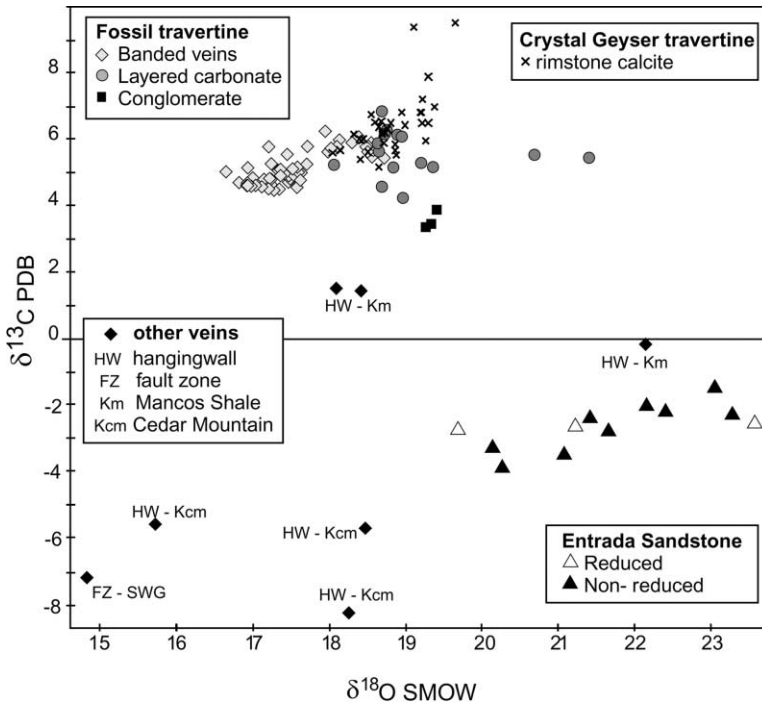 Fossil travertine
Banded veins
Layered carbonate
Conglomerate
Crystal Geyser travertine
rimstone calcite
8
6
4
2
0
-2
-4
-6
-8
δ¹³C PDB
HW - Km
HW - Km
other veins
HW hangingwall
FZ fault zone
Km Mancos Shale
Kcm Cedar Mountain
HW - Kcm
HW - Kcm
FZ - SWG
HW - Kcm
Entrada Sandstone
Reduced
Non- reduced
15 16 17 18 19 20 21 22 23
δ¹⁸O SMOW